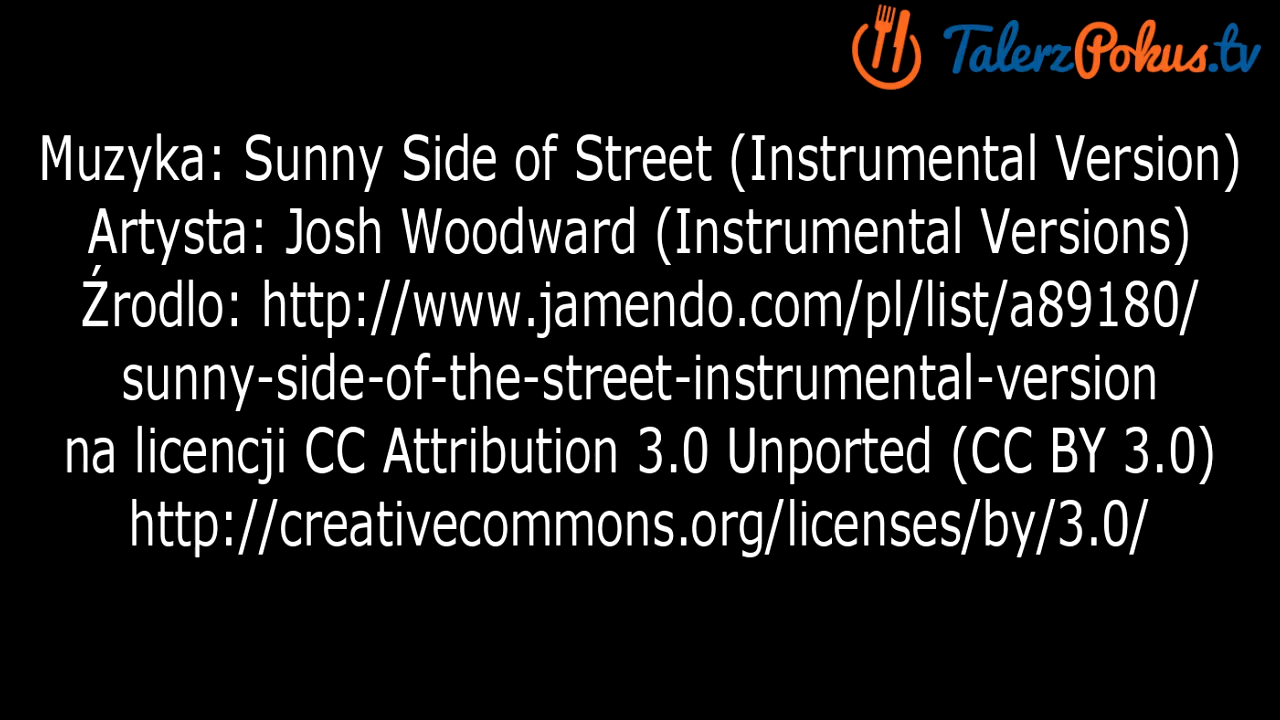 TalerzPokus.tv
Muzyka: Sunny Side of Street (Instrumental Version)
Artysta: Josh Woodward (Instrumental Versions)
Źrodlo: http://www.jamendo.com/pl/list/a89180/
sunny-side-of-the-street-instrumental-version
na licencji CC Attribution 3.0 Unported (CC BY 3.0)
http://creativecommons.org/licenses/by/3.0/